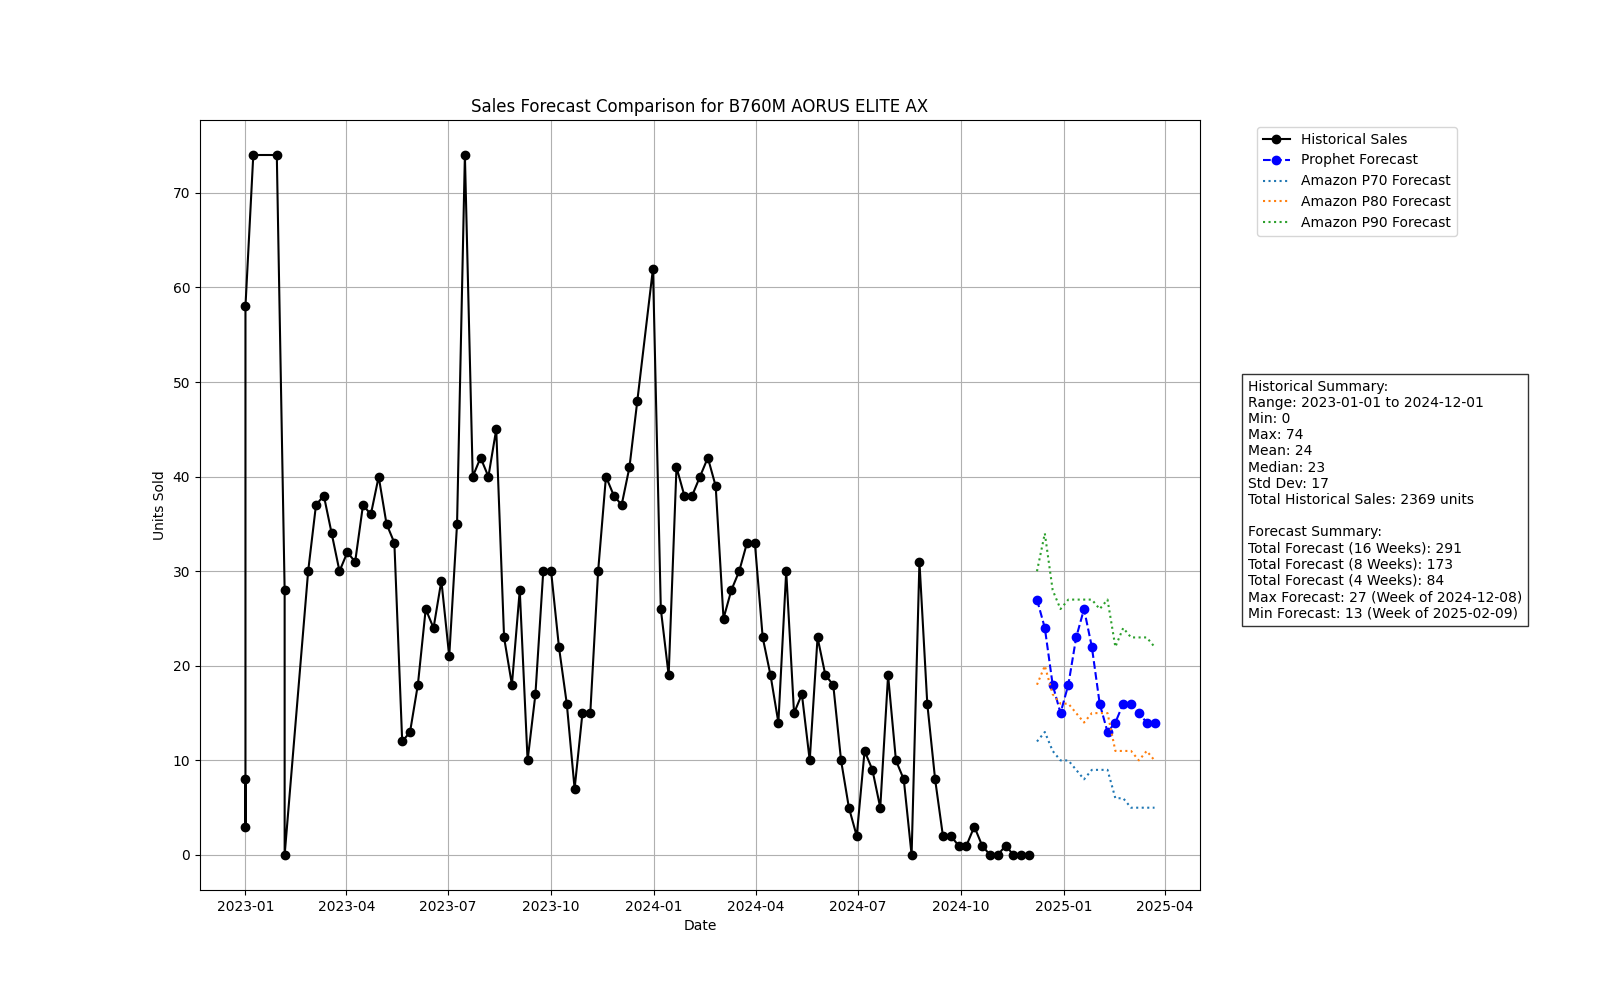 Sales Forecast Comparison for B760M AORUS ELITE AX
Historical Sales
Prophet Forecast
Amazon P70 Forecast
Amazon P80 Forecast
Amazon P90 Forecast
Units Sold
70
60
50
40
30
20
10
0
2023-01
2023-04
2023-07
2023-10
2024-01
2024-04
2024-07
2024-10
2025-01
2025-04
Date
Historical Summary:
Range: 2023-01-01 to 2024-12-01
Min: 0
Max: 74
Mean: 24
Median: 23
Std Dev: 17
Total Historical Sales: 2369 units
Forecast Summary:
Total Forecast (16 Weeks): 291
Total Forecast (8 Weeks): 173
Total Forecast (4 Weeks): 84
Max Forecast: 27 (Week of 2024-12-08)
Min Forecast: 13 (Week of 2025-02-09)